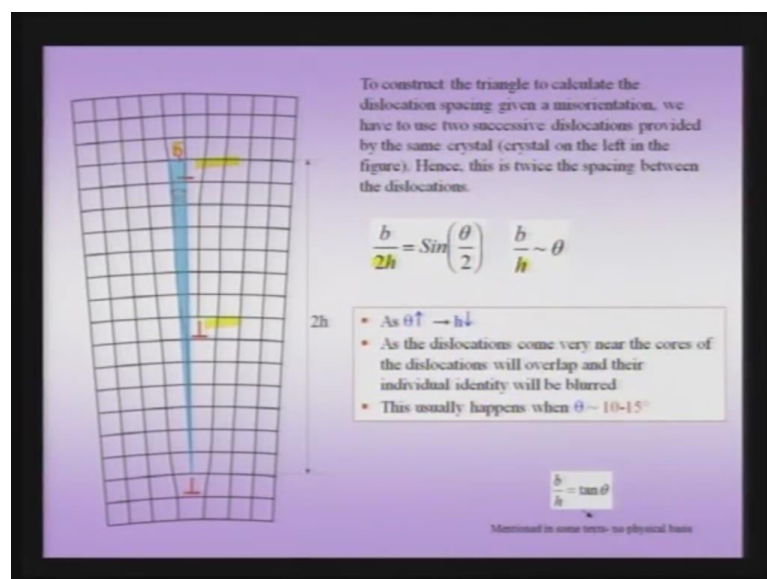 To construct the triangle to calculate the
dislocation spacing given a misorientation, we
have to use two successive dislocations provided
by the same crystal (crystal on the left in the
figure). Hence, this is twice the spacing between
the dislocations.
b/2h = Sin(θ/2) b/h ~ θ
2h
• As θ↑ → h↓
• As the dislocations come very near the cores of
the dislocations will overlap and their
individual identity will be blurred
• This usually happens when θ ~ 10-15°
b/h = tan θ
Mentioned in some texts- no physical basis